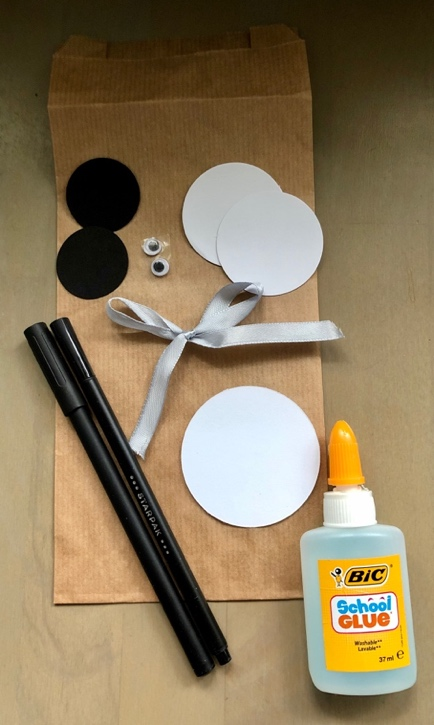 ••• STARPAK •••
BiC
School
GLUE
Washable**
Lavable**
37 ml ℮